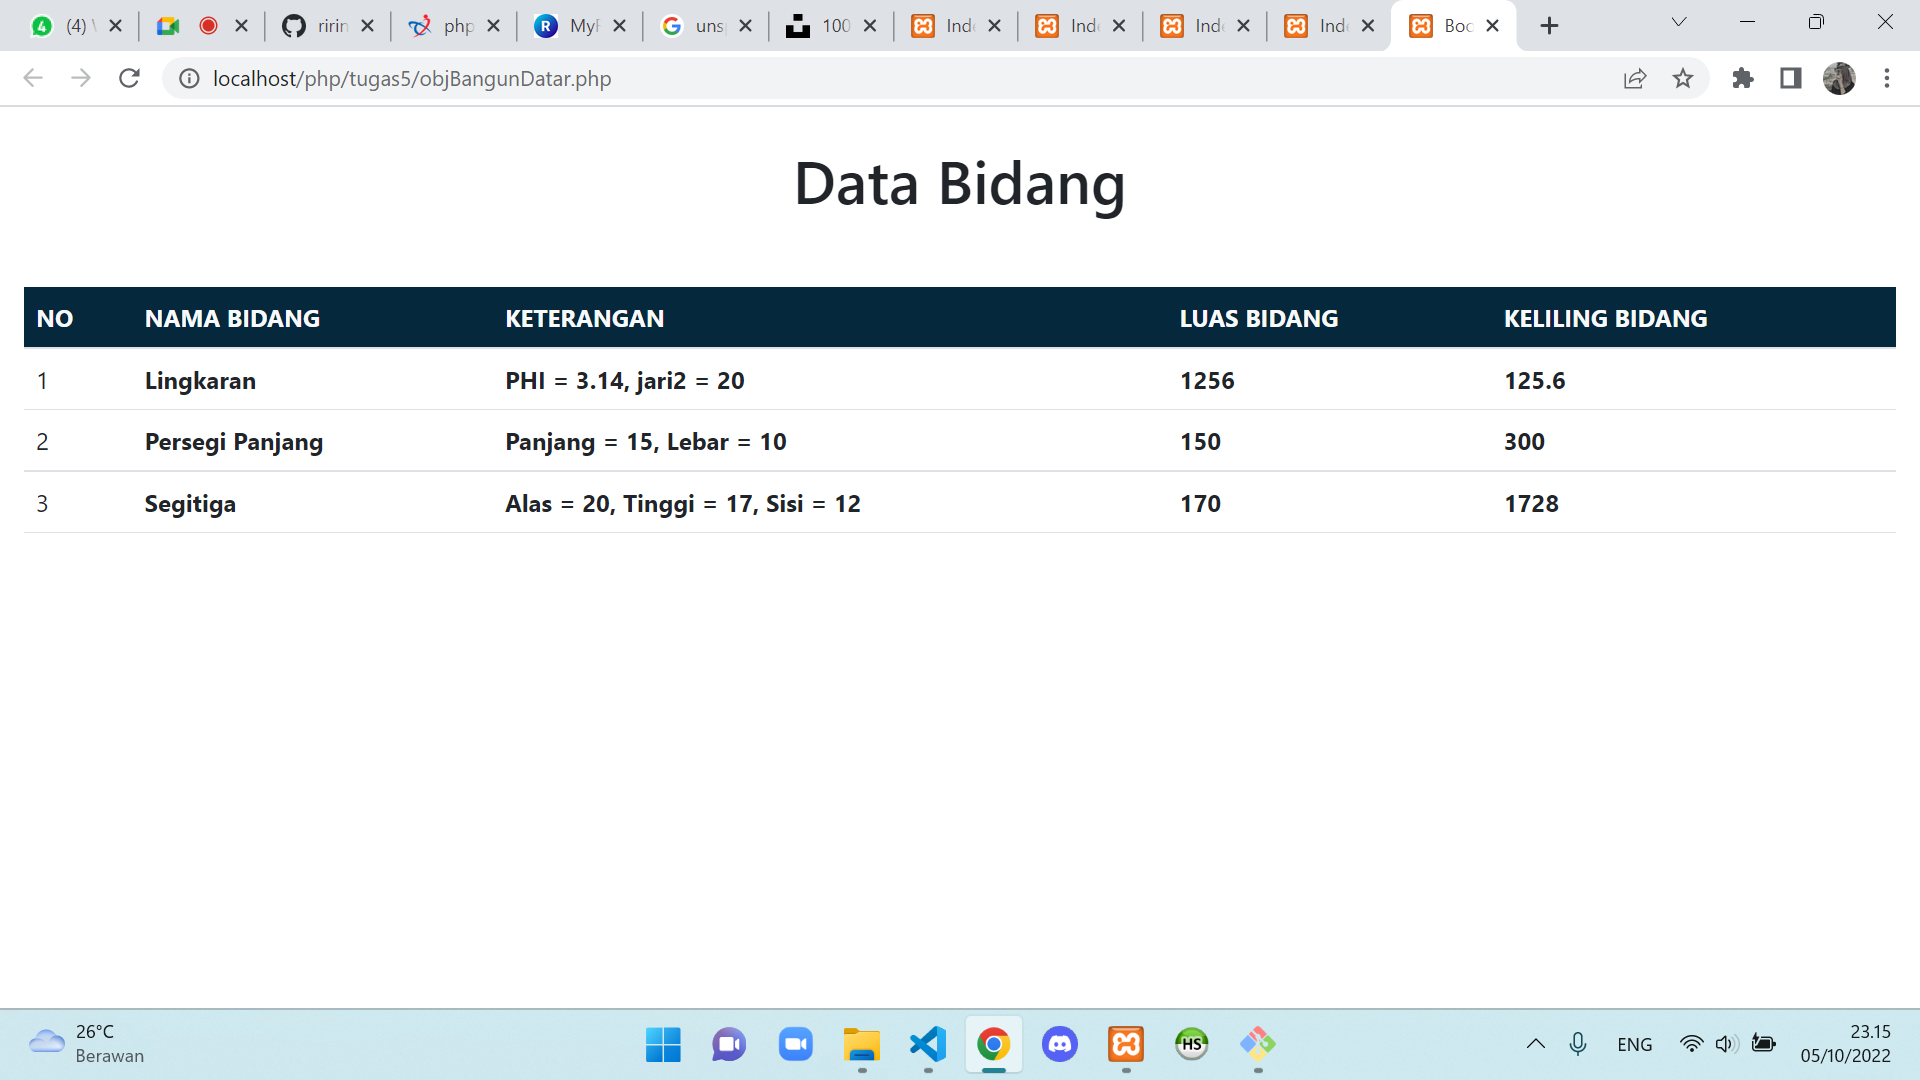 (4)
php
MyF
uns
100
Ind
Ind
Ind
Ind
Boo
localhost/php/tugas5/objBangunDatar.php
Data Bidang
NO NAMA BIDANG KETERANGAN LUAS BIDANG KELILING BIDANG
1 Lingkaran PHI = 3.14, jari2 = 20 1256 125.6
2 Persegi Panjang Panjang = 15, Lebar = 10 150 300
3 Segitiga Alas = 20, Tinggi = 17, Sisi = 12 170 1728
26°C
Berawan
HS
ENG
23.15
05/10/2022